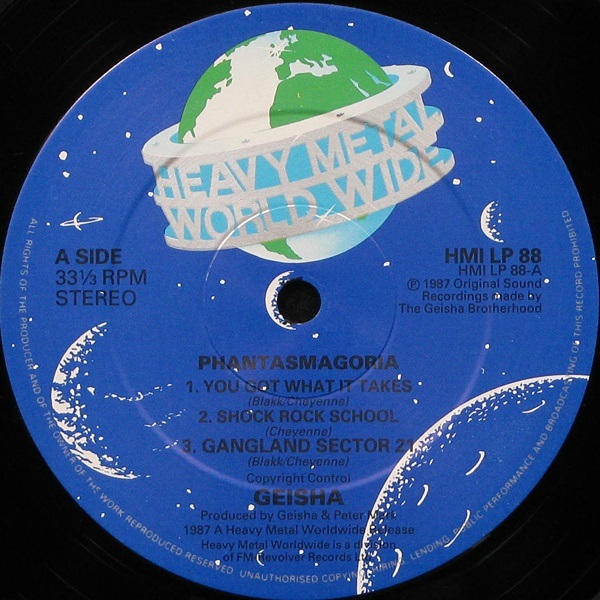 HEAVY METAL
WORLD WIDE
A SIDE
33⅓ RPM
STEREO
HMI LP 88
HMI LP 88-A
℗ 1987 Original Sound
Recordings made by
The Geisha Brotherhood
PHANTASMAGORIA
1. YOU GOT WHAT IT TAKES
(Blakk/Cheyenne)
2. SHOCK ROCK SCHOOL
(Cheyenne)
3. GANGLAND SECTOR 21
(Blakk/Cheyenne)
Copyright Control
GEISHA
Produced by Geisha & Peter
1987 A Heavy Metal Worldwide Release
Heavy Metal Worldwide is a division
of FM Revolver Records
ALL RIGHTS OF THE PRODUCER AND OF THE OWNER OF THE WORK REPRODUCED RESERVED UNAUTHORISED COPYING, HIRING, LENDING, PUBLIC PERFORMANCE AND BROADCASTING OF THIS RECORD PROHIBITED